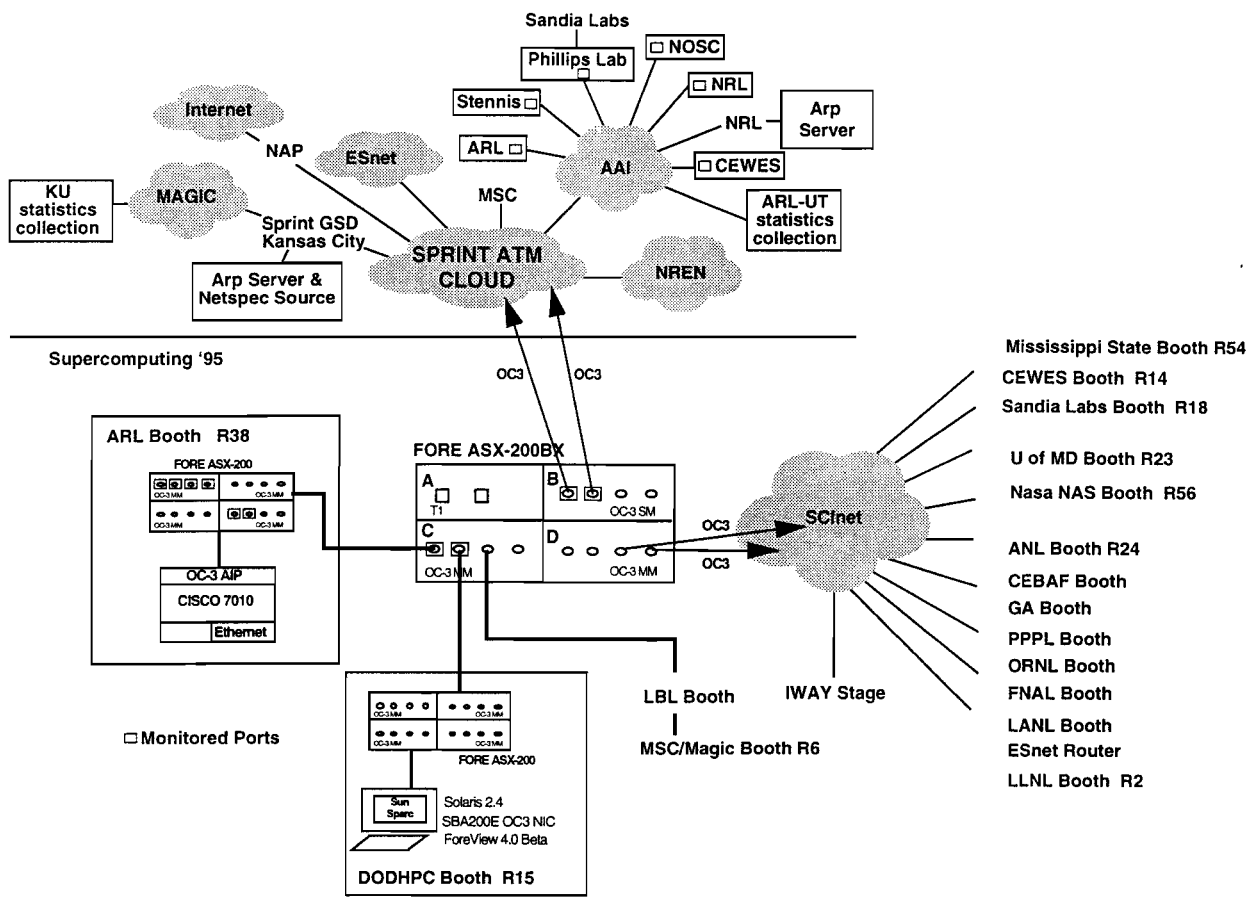 Sandia Labs
Phillips Lab
NOSC
NRL
Stennis
NRL
Arp
Server
ARL
AAI
CEWES
ARL-UT
statistics
collection
Internet
NAP
ESnet
MSC
KU
statistics
collection
MAGIC
Sprint GSD
Kansas City
Arp Server &
Netspec Source
SPRINT ATM
CLOUD
NREN
Supercomputing '95
OC3
OC3
ARL Booth R38
FORE ASX-200
OC-3 MM
OC-3 MM
OC-3 MM
OC-3 MM
OC-3 AIP
CISCO 7010
Ethernet
FORE ASX-200BX
A
T1
B
OC-3 SM
C
OC-3 MM
D
OC-3 MM
OC3
OC3
SCinet
IWAY Stage
Mississippi State Booth R54
CEWES Booth R14
Sandia Labs Booth R18
U of MD Booth R23
Nasa NAS Booth R56
ANL Booth R24
CEBAF Booth
GA Booth
PPPL Booth
ORNL Booth
FNAL Booth
LANL Booth
ESnet Router
LLNL Booth R2
LBL Booth
MSC/Magic Booth R6
Monitored Ports
OC-3 MM
OC-3 MM
OC-3 MM
OC-3 MM
FORE ASX-200
Sun
Sparc
Solaris 2.4
SBA200E OC3 NIC
ForeView 4.0 Beta
DODHPC Booth R15